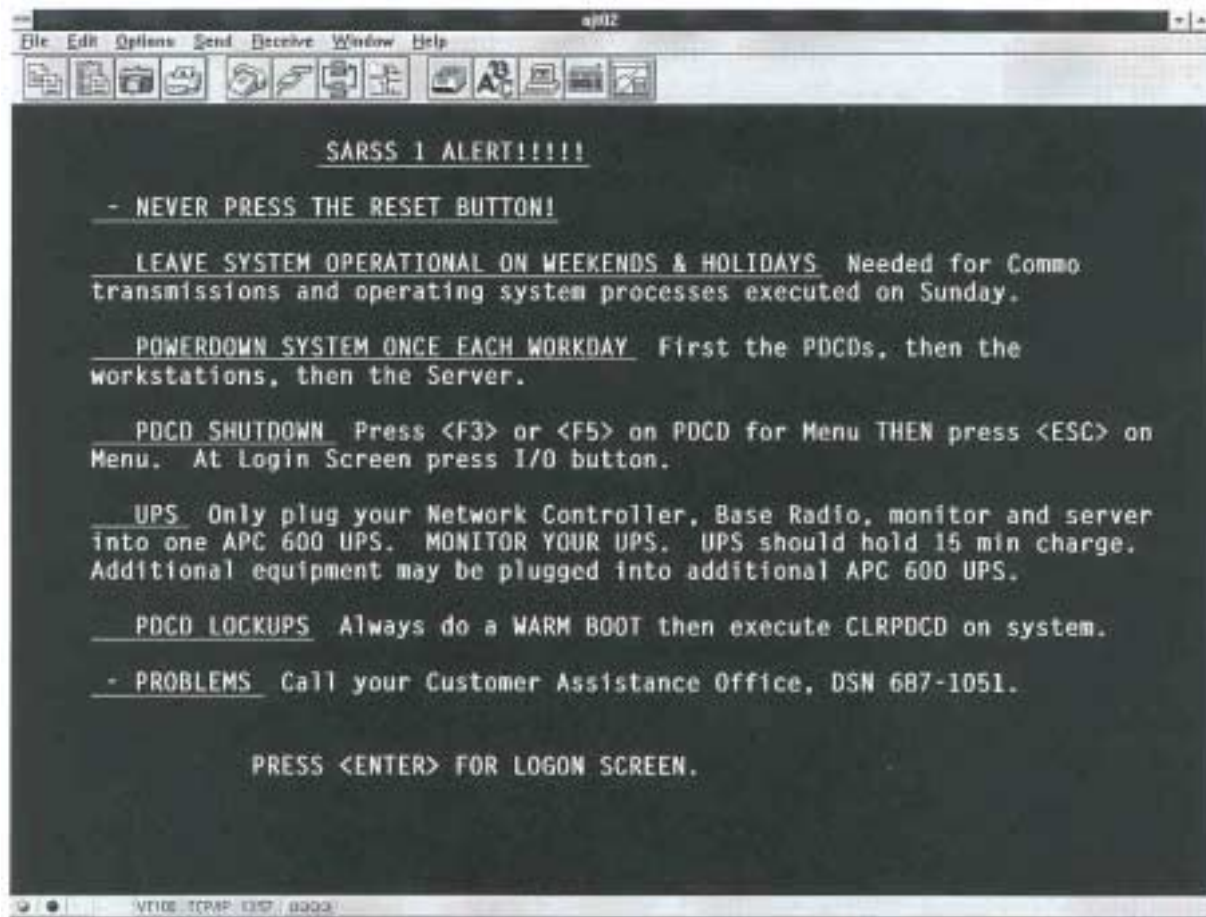 ajt02
File Edit Options Send Receive Window Help
SARSS 1 ALERT!!!!!
- NEVER PRESS THE RESET BUTTON!
LEAVE SYSTEM OPERATIONAL ON WEEKENDS & HOLIDAYS Needed for Commo
transmissions and operating system processes executed on Sunday.
POWERDOWN SYSTEM ONCE EACH WORKDAY First the PDCDs, then the
workstations, then the Server.
PDCD SHUTDOWN Press <F3> or <F5> on PDCD for Menu THEN press <ESC> on
Menu. At Login Screen press I/O button.
UPS Only plug your Network Controller, Base Radio, monitor and server
into one APC 600 UPS. MONITOR YOUR UPS. UPS should hold 15 min charge.
Additional equipment may be plugged into additional APC 600 UPS.
PDCD LOCKUPS Always do a WARM BOOT then execute CLRPDCD on system.
- PROBLEMS Call your Customer Assistance Office, DSN 687-1051.
PRESS <ENTER> FOR LOGON SCREEN.
VT100 TCP/IP 1357